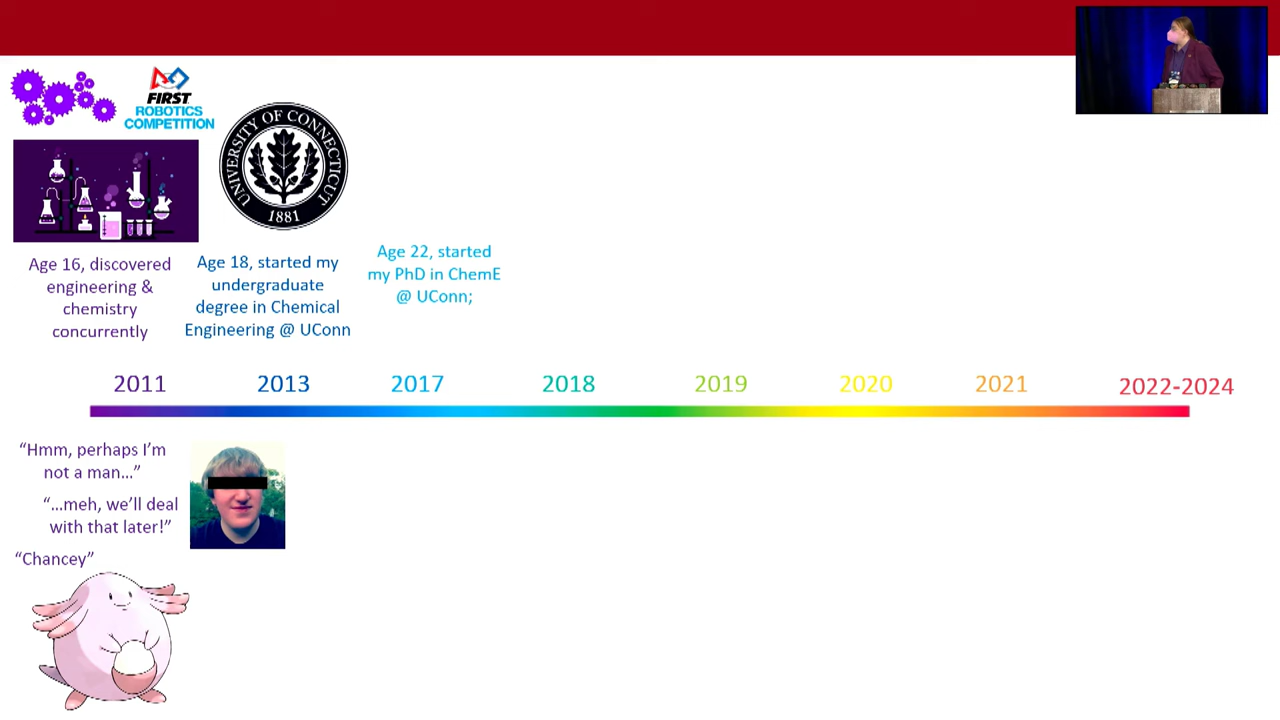 FIRST
ROBOTICS
COMPETITION
UNIVERSITY OF CONNECTICUT
1881
Age 16, discovered
engineering &
chemistry
concurrently
Age 18, started my
undergraduate
degree in Chemical
Engineering @ UConn
Age 22, started
my PhD in ChemE
@ UConn;
2011
2013
2017
2018
2019
2020
2021
2022-2024
“Hmm, perhaps I’m
not a man…”
“…meh, we’ll deal
with that later!”
“Chancey”